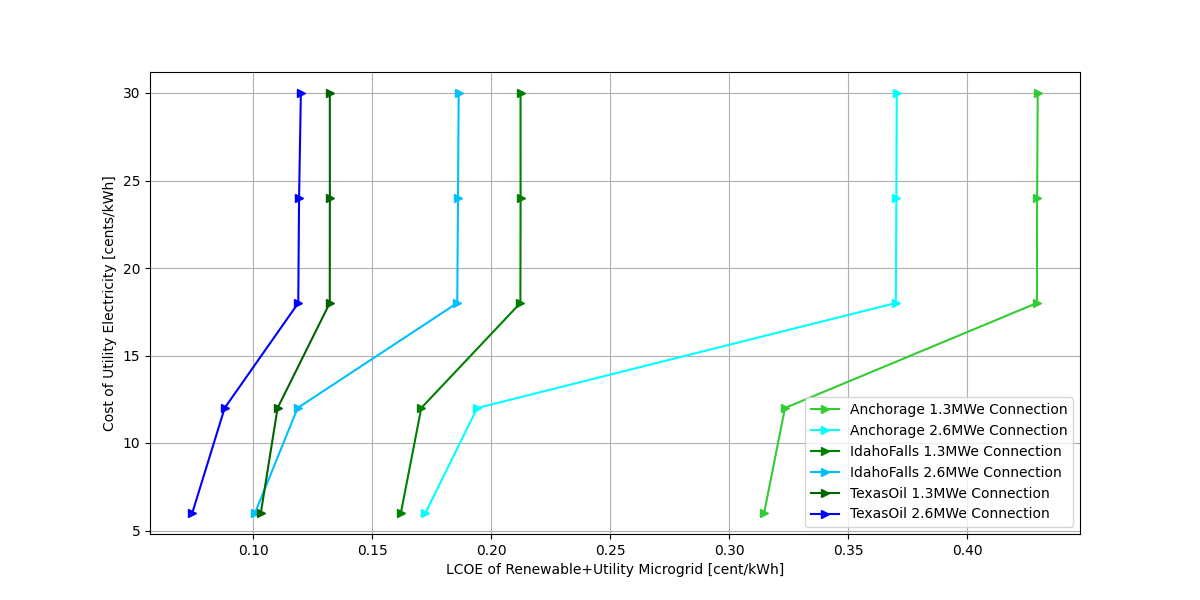 30
25
20
15
10
5
Cost of Utility Electricity [cents/kWh]
Anchorage 1.3MWe Connection
Anchorage 2.6MWe Connection
IdahoFalls 1.3MWe Connection
IdahoFalls 2.6MWe Connection
TexasOil 1.3MWe Connection
TexasOil 2.6MWe Connection
0.10 0.15 0.20 0.25 0.30 0.35 0.40
LCOE of Renewable+Utility Microgrid [cent/kWh]